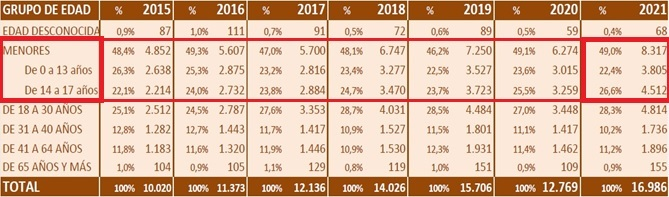 GRUPO DE EDAD % 2015 % 2016 % 2017 % 2018 % 2019 % 2020 % 2021
EDAD DESCONOCIDA 0,9% 87 1,0% 111 0,7% 91 0,5% 72 0,6% 89 0,5% 59 0,4% 68
MENORES 48,4% 4.852 49,3% 5.607 47,0% 5.700 48,1% 6.747 46,2% 7.250 49,1% 6.274 49,0% 8.317
De 0 a 13 años 26,3% 2.638 25,3% 2.875 23,2% 2.816 23,4% 3.277 22,5% 3.527 23,6% 3.015 22,4% 3.805
De 14 a 17 años 22,1% 2.214 24,0% 2.732 23,8% 2.884 24,7% 3.470 23,7% 3.723 25,5% 3.259 26,6% 4.512
DE 18 A 30 AÑOS 25,1% 2.512 24,5% 2.787 27,6% 3.353 28,7% 4.031 28,5% 4.484 27,0% 3.448 28,3% 4.814
DE 31 A 40 AÑOS 12,8% 1.282 12,7% 1.443 11,7% 1.417 10,9% 1.527 11,5% 1.801 11,1% 1.417 10,2% 1.736
DE 41 A 64 AÑOS 11,8% 1.183 11,6% 1.320 11,9% 1.446 10,9% 1.530 12,3% 1.931 11,4% 1.462 11,2% 1.896
DE 65 AÑOS Y MÁS 1,0% 104 0,9% 105 1,1% 129 0,8% 119 1,0% 151 0,9% 109 0,9% 155
TOTAL 100% 10.020 100% 11.373 100% 12.136 100% 14.026 100% 15.706 100% 12.769 100% 16.986